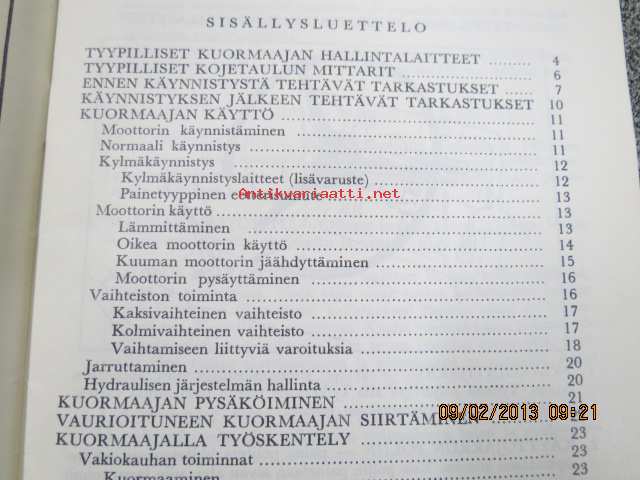 SISÄLLYSLUETTELO
TYYPILLISET KUORMAAJAN HALLINTALAITTEET ......... 4
TYYPILLISET KOJETAULUN MITTARIT ......... 6
ENNEN KÄYNNISTYSTÄ TEHTÄVÄT TARKASTUKSET ......... 7
KÄYNNISTYKSEN JÄLKEEN TEHTÄVÄT TARKASTUKSET 10
KUORMAAJAN KÄYTTÖ ......... 11
Moottorin käynnistäminen ......... 11
Normaali käynnistys ......... 11
Kylmäkäynnistys ......... 12
Kylmäkäynnistyslaitteet (lisävaruste) ......... 12
Painetyyppinen ......... 13
Antikvariaatti.net
Moottorin käyttö ......... 13
Lämmittäminen ......... 13
Oikea moottorin käyttö ......... 14
Kuuman moottorin jäähdyttäminen ......... 15
Moottorin pysäyttäminen ......... 16
Vaihteiston toiminta ......... 16
Kaksivaihteinen vaihteisto ......... 17
Kolmivaihteinen vaihteisto ......... 17
Vaihtamiseen liittyviä varoituksia ......... 18
Jarruttaminen ......... 20
Hydraulisen järjestelmän hallinta ......... 20
KUORMAAJAN PYSÄKÖIMINEN ......... 21
VAURIOITUNEEN KUORMAAJAN SIIRTÄMINEN
09/02/2013 09:21
KUORMAAJALLA TYÖSKENTELY ......... 23
Vakiokauhan toiminnat ......... 23
Kuormaaminen ......... 23